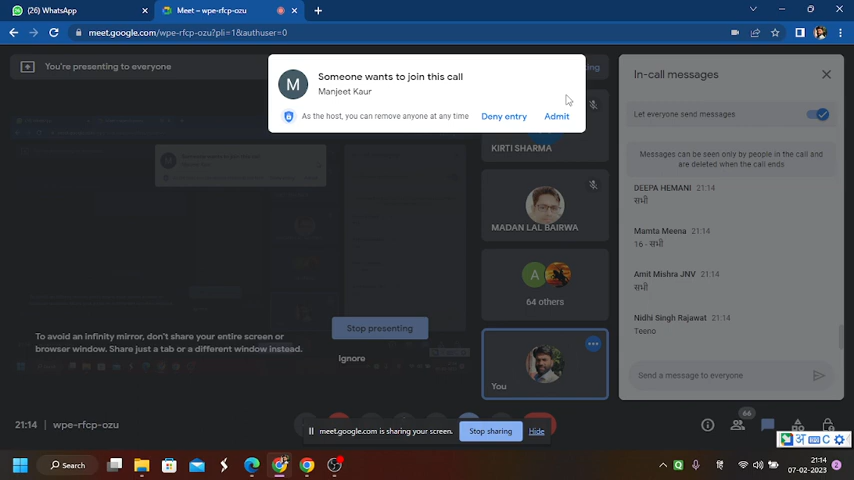 (26) WhatsApp
Meet – wpe-rfcp-ozu
meet.google.com/wpe-rfcp-ozu?pli=1&authuser=0
You're presenting to everyone
Someone wants to join this call
M
Manjeet Kaur
As the host, you can remove anyone at any time
Deny entry
Admit
KIRTI SHARMA
MADAN LAL BAIRWA
A
64 others
You
To avoid an infinity mirror, don't share your entire screen or
browser window. Share just a tab or a different window instead.
Stop presenting
Ignore
In-call messages
Let everyone send messages
Messages can be seen only by people in the call and
are deleted when the call ends
DEEPA HEMANI 21:14
सभी
Mamta Meena 21:14
16 - सभी
Amit Mishra JNV 21:14
सभी
Nidhi Singh Rajawat 21:14
Teeno
Send a message to everyone
21:14 | wpe-rfcp-ozu
meet.google.com is sharing your screen.
Stop sharing
Hide
66
अ
Search
21:14
07-02-2023
2